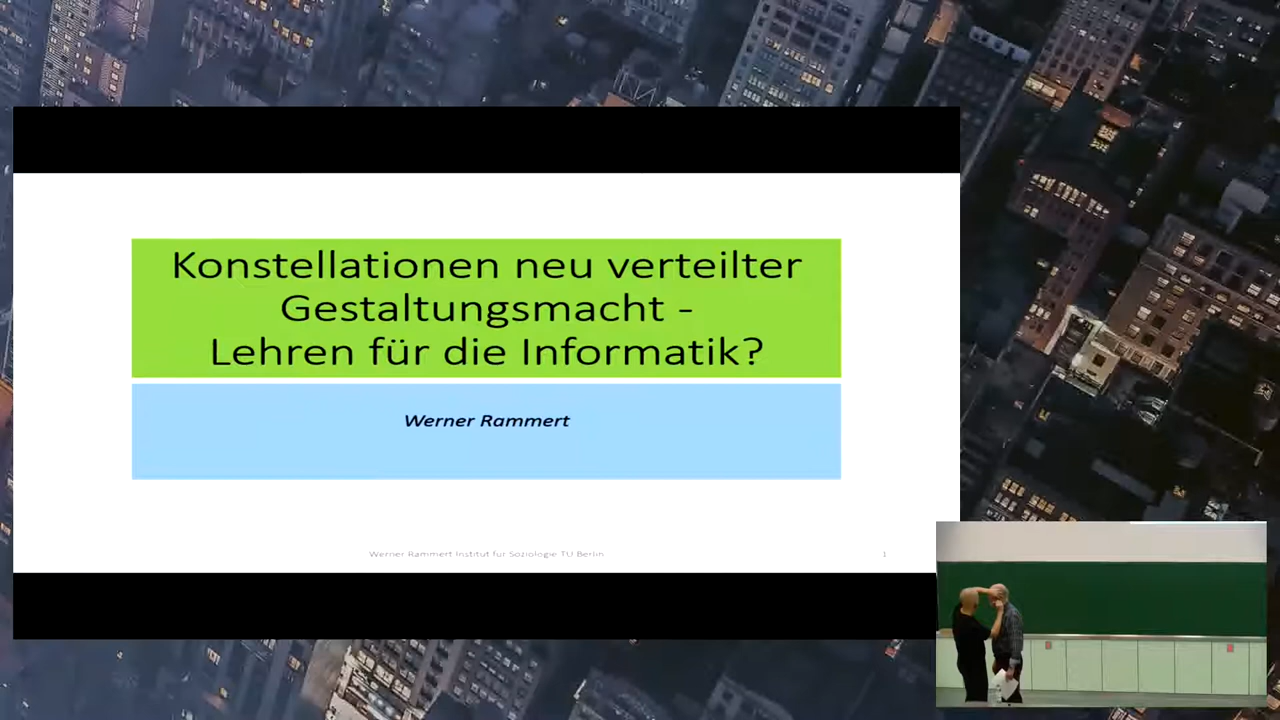 Konstellationen neu verteilter
Gestaltungsmacht -
Lehren für die Informatik?
Werner Rammert
Werner Rammert Institut für Soziologie TU Berlin
1